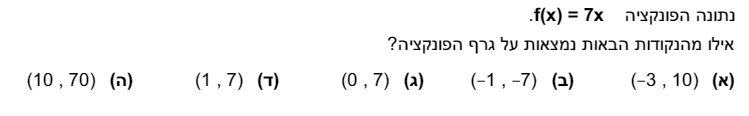 נתונה הפונקציה f(x) = 7x.
אילו מהנקודות הבאות נמצאות על גרף הפונקציה?
(א) (−3 , 10) (ב) (−1 , −7) (ג) (0 , 7) (ד) (1 , 7) (ה) (10 , 70)